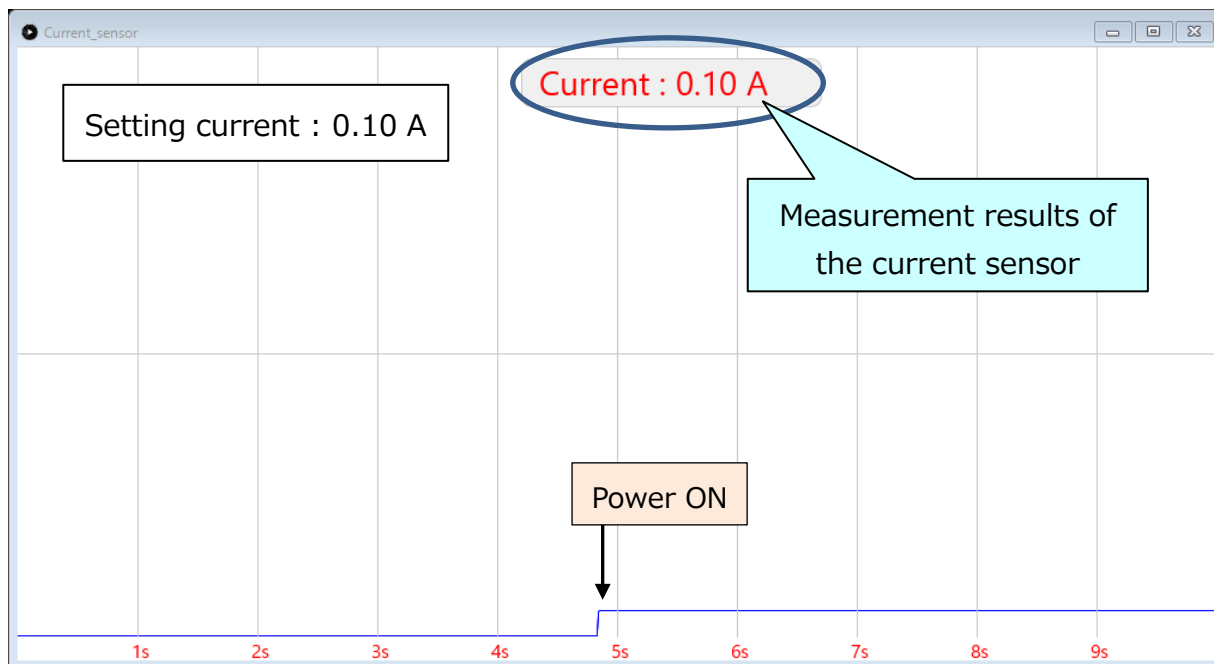 Current_sensor
Current : 0.10 A
Setting current : 0.10 A
Measurement results of
the current sensor
Power ON
1s 2s 3s 4s 5s 6s 7s 8s 9s